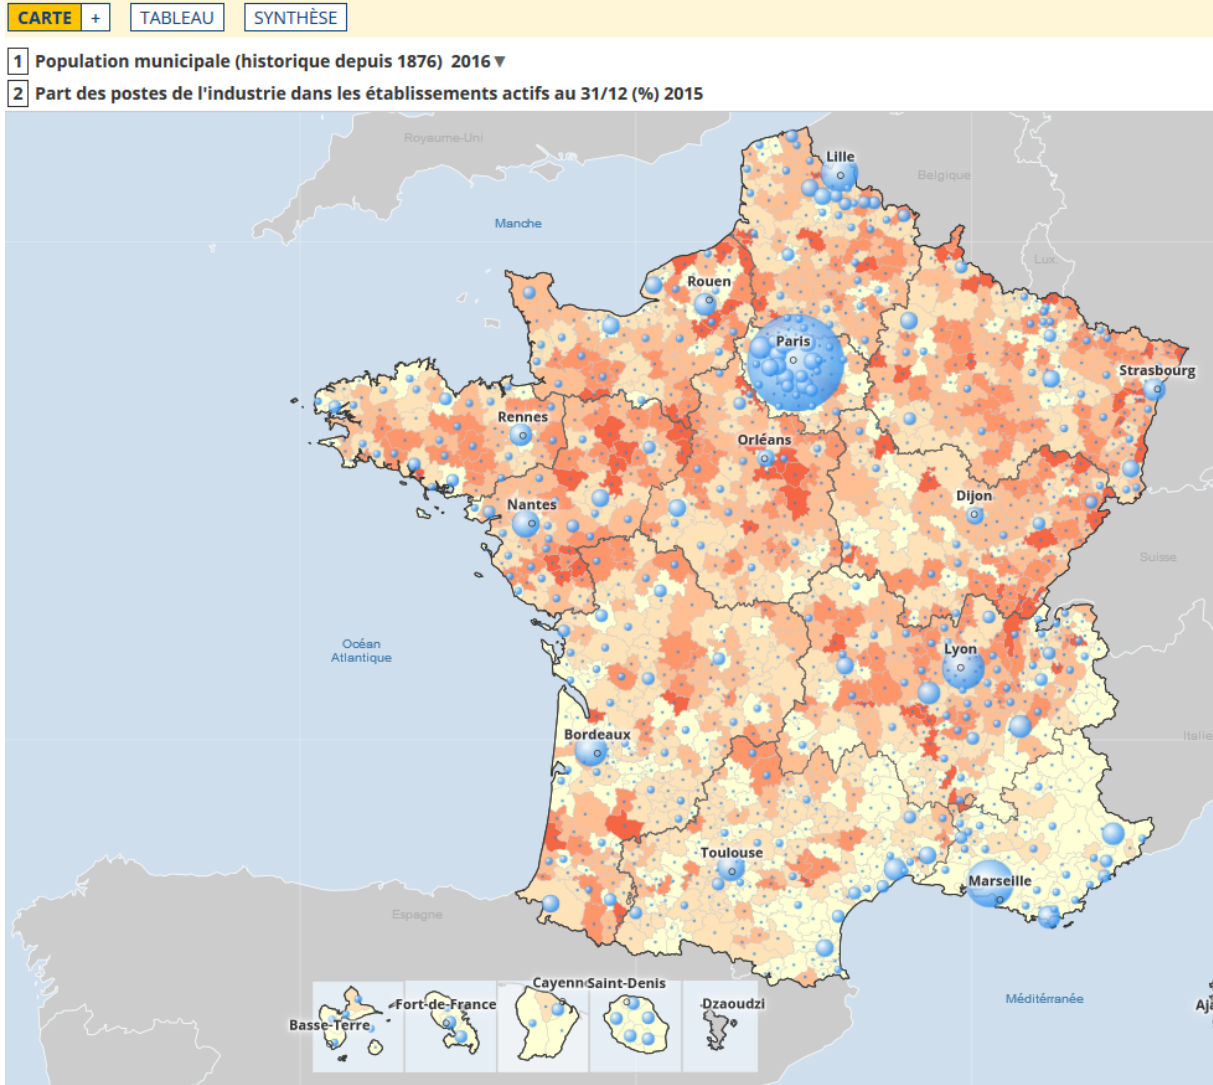 CARTE + TABLEAU SYNTHÈSE
1 Population municipale (historique depuis 1876) 2016 ▼
2 Part des postes de l'industrie dans les établissements actifs au 31/12 (%) 2015
Royaume-Uni
Lille
Belgique
Manche
Lux.
Rouen
Paris
Strasbourg
Rennes
Orléans
Dijon
Nantes
Suisse
Océan
Atlantique
Lyon
Bordeaux
Italie
Toulouse
Marseille
Espagne
Cayenn Saint-Denis
Fort-de-France
Dzaoudzi
Méditerranée
Aja
Basse-Terre